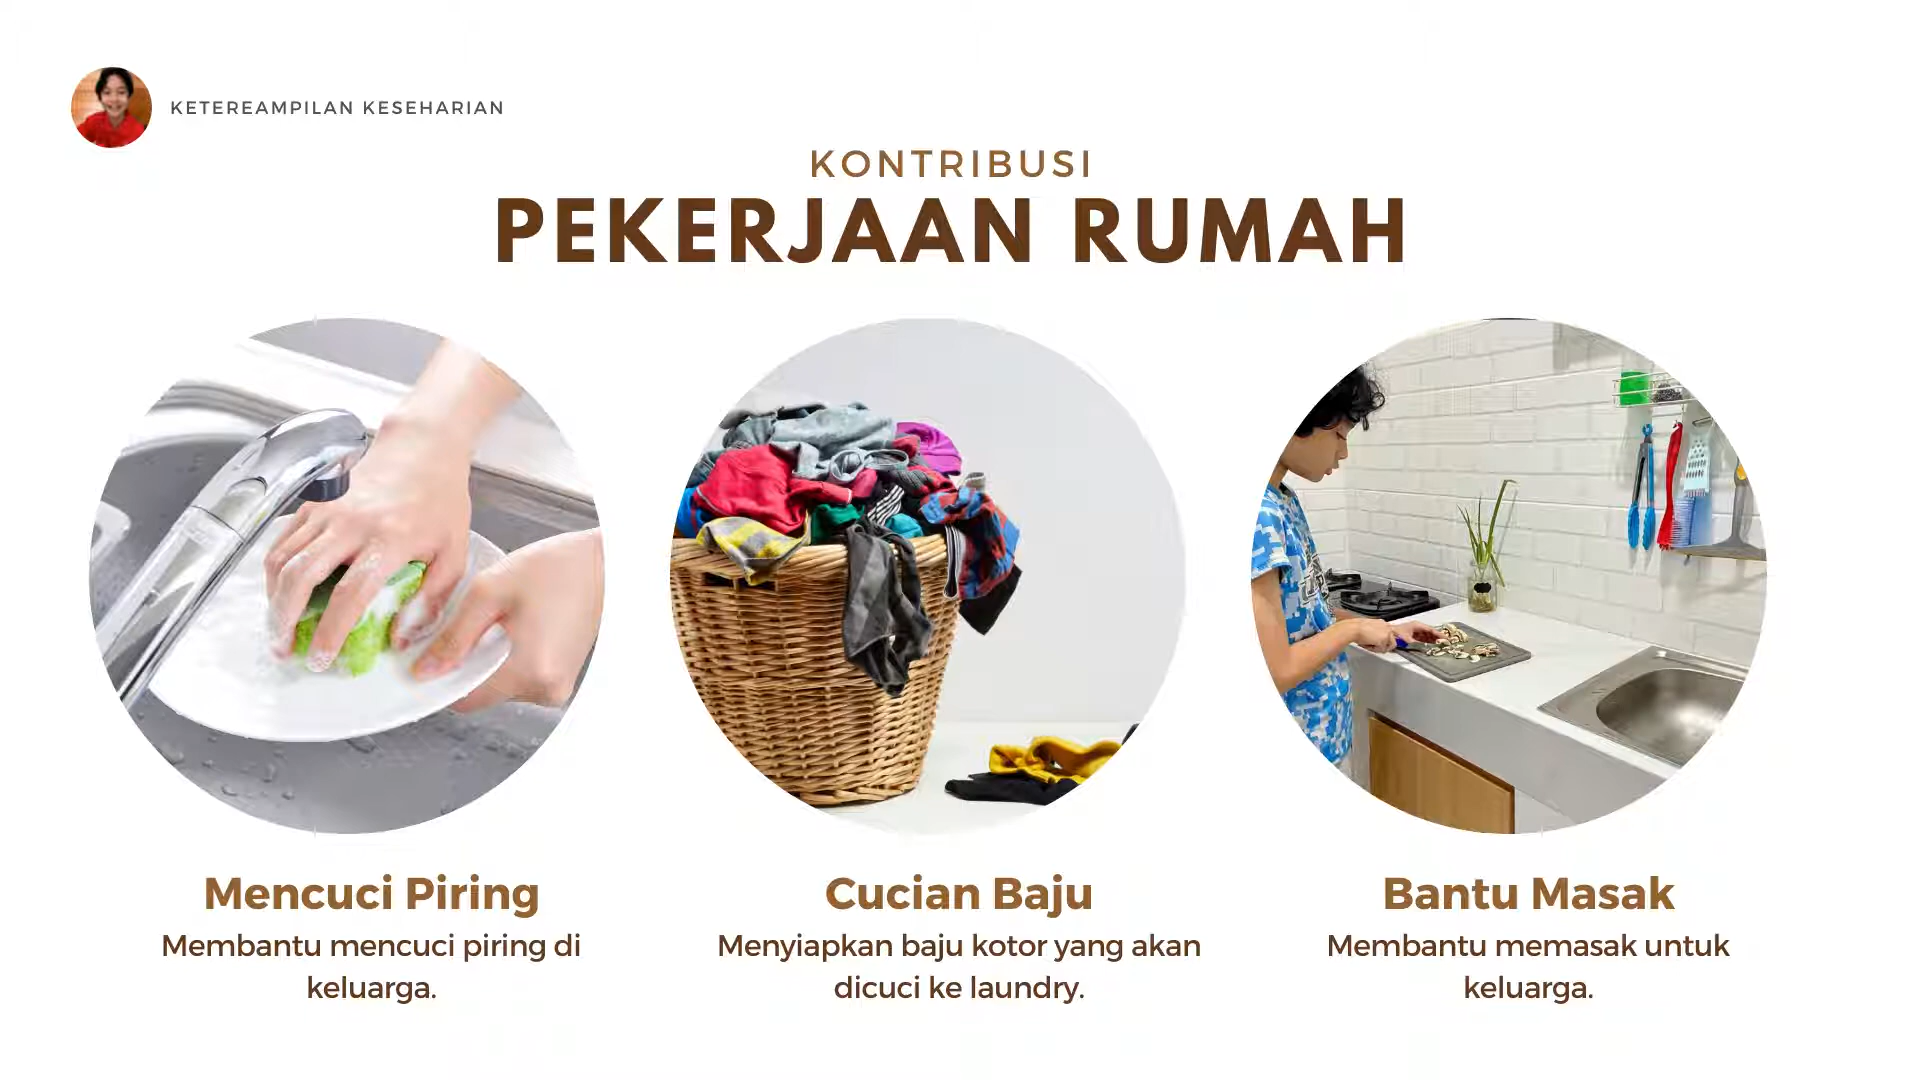 KETEREAMPILAN KESEHARIAN
KONTRIBUSI
PEKERJAAN RUMAH
Mencuci Piring
Membantu mencuci piring di
keluarga.
Cucian Baju
Menyiapkan baju kotor yang akan
dicuci ke laundry.
Bantu Masak
Membantu memasak untuk
keluarga.